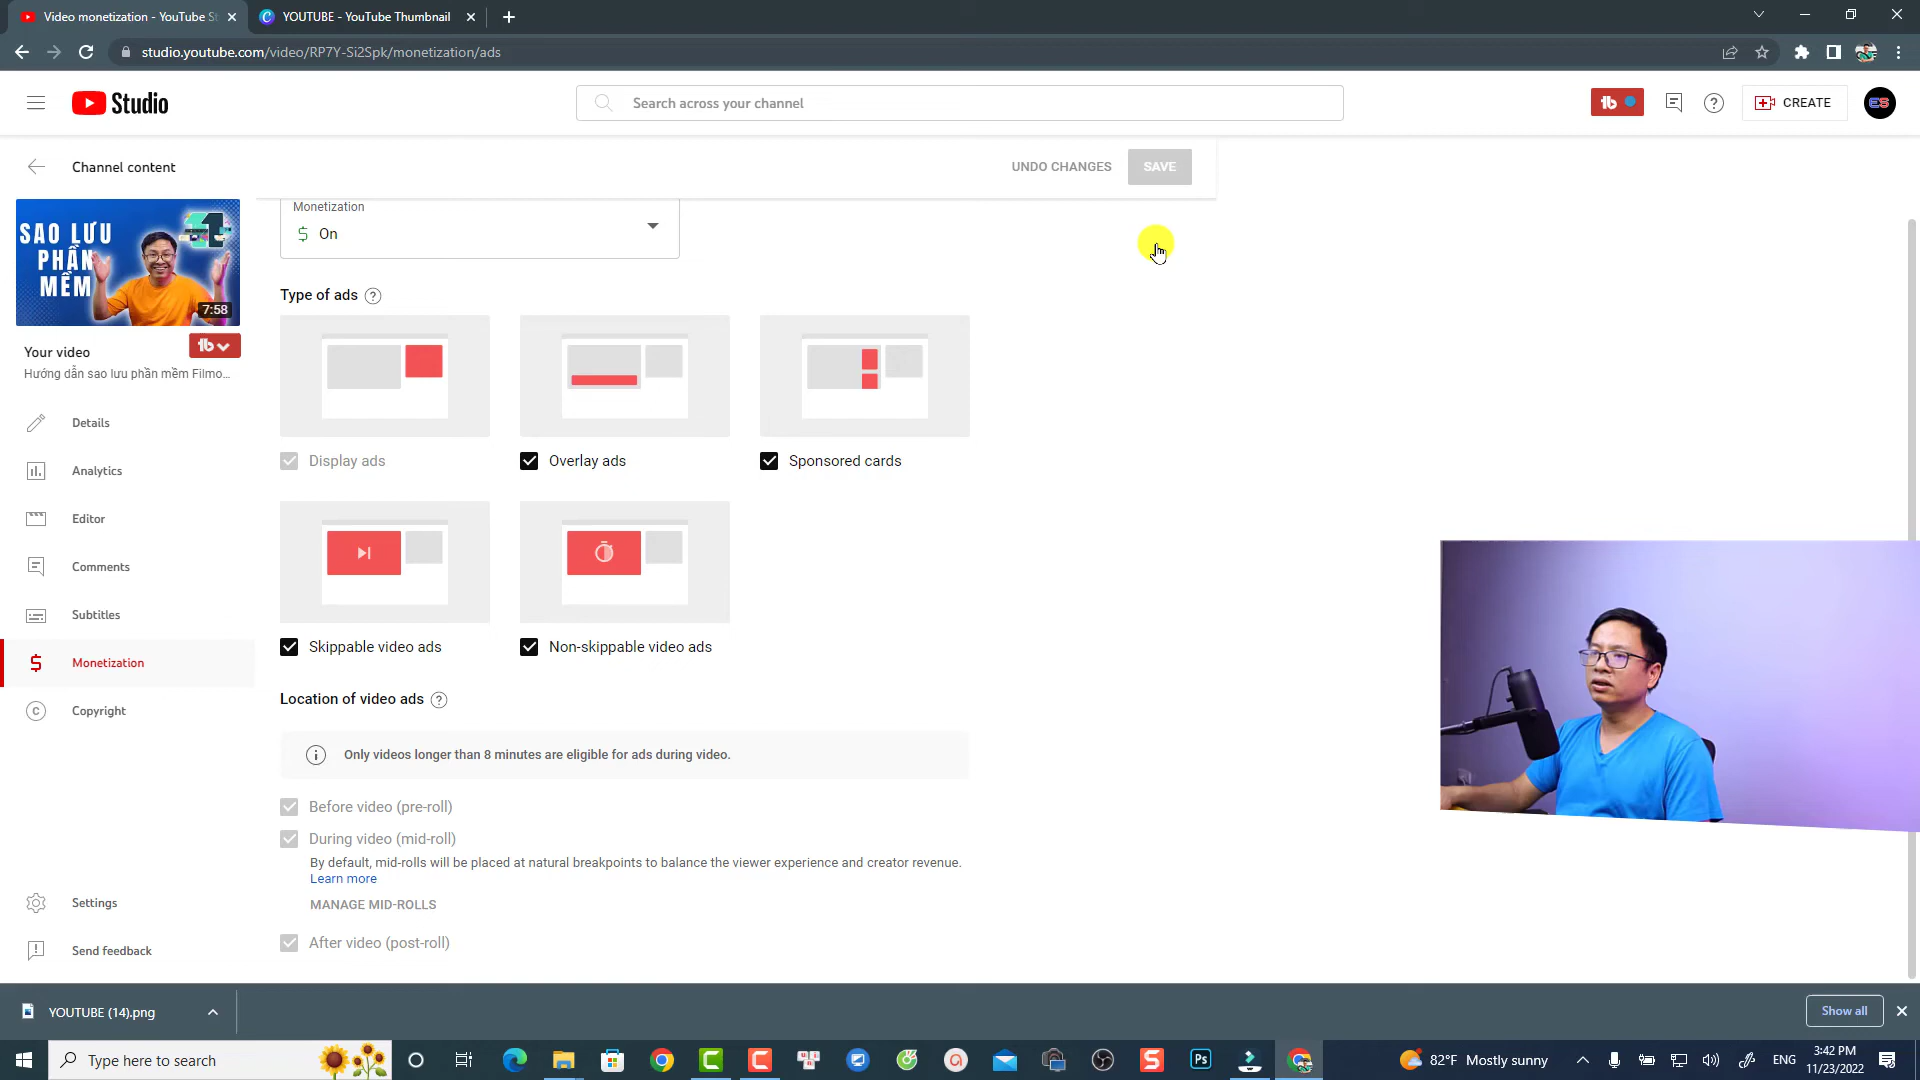 Video monetization - YouTube St
YOUTUBE - YouTube Thumbnail
studio.youtube.com/video/RP7Y-Si2Spk/monetization/ads
Studio
Search across your channel
tb
CREATE
ES
Channel content
UNDO CHANGES
SAVE
SAO LƯU
PHẦN
MỀM
7:58
Your video
tb
Hướng dẫn sao lưu phần mềm Filmo...
Details
Analytics
Editor
Comments
Subtitles
Monetization
Copyright
Settings
Send feedback
Monetization
On
Type of ads
Display ads
Overlay ads
Sponsored cards
Skippable video ads
Non-skippable video ads
Location of video ads
Only videos longer than 8 minutes are eligible for ads during video.
Before video (pre-roll)
During video (mid-roll)
By default, mid-rolls will be placed at natural breakpoints to balance the viewer experience and creator revenue.
Learn more
MANAGE MID-ROLLS
After video (post-roll)
YOUTUBE (14).png
Show all
Type here to search
Ps
82°F Mostly sunny
ENG
3:42 PM
11/23/2022